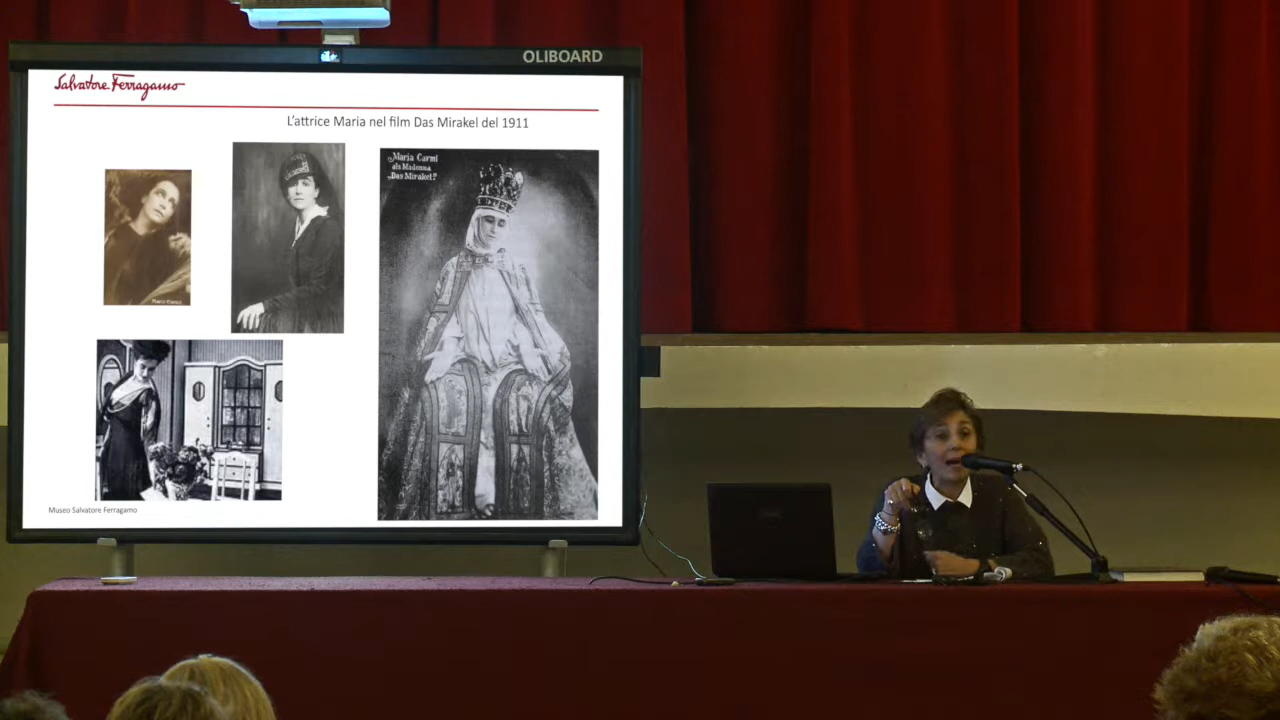 OLIBOARD
Salvatore Ferragamo
L'attrice Maria nel film Das Mirakel del 1911
Maria Carmi
als Madonna
„Das Mirakel"
Museo Salvatore Ferragamo